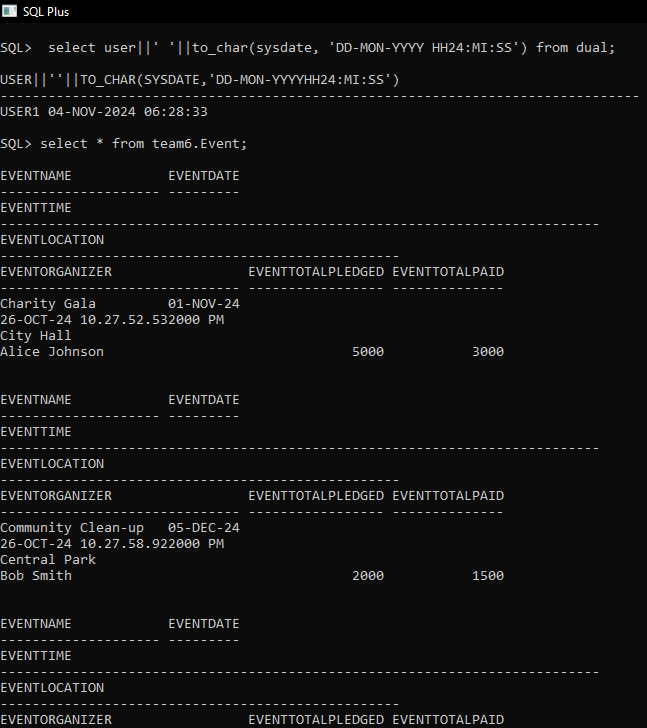 SQL Plus
SQL>  select user||' '||to_char(sysdate, 'DD-MON-YYYY HH24:MI:SS') from dual;
USER||''||TO_CHAR(SYSDATE,'DD-MON-YYYYHH24:MI:SS')
--------------------------------------------------------------------------------
USER1 04-NOV-2024 06:28:33
SQL> select * from team6.Event;
EVENTNAME            EVENTDATE
-------------------- ---------
EVENTTIME
---------------------------------------------------------------------------
EVENTLOCATION
--------------------------------------------------
EVENTORGANIZER                 EVENTTOTALPLEDGED EVENTTOTALPAID
------------------------------ ----------------- --------------
Charity Gala         01-NOV-24
26-OCT-24 10.27.52.532000 PM
City Hall
Alice Johnson                               5000           3000
EVENTNAME            EVENTDATE
-------------------- ---------
EVENTTIME
---------------------------------------------------------------------------
EVENTLOCATION
--------------------------------------------------
EVENTORGANIZER                 EVENTTOTALPLEDGED EVENTTOTALPAID
------------------------------ ----------------- --------------
Community Clean-up   05-DEC-24
26-OCT-24 10.27.58.922000 PM
Central Park
Bob Smith                                   2000           1500
EVENTNAME            EVENTDATE
-------------------- ---------
EVENTTIME
---------------------------------------------------------------------------
EVENTLOCATION
--------------------------------------------------
EVENTORGANIZER                 EVENTTOTALPLEDGED EVENTTOTALPAID